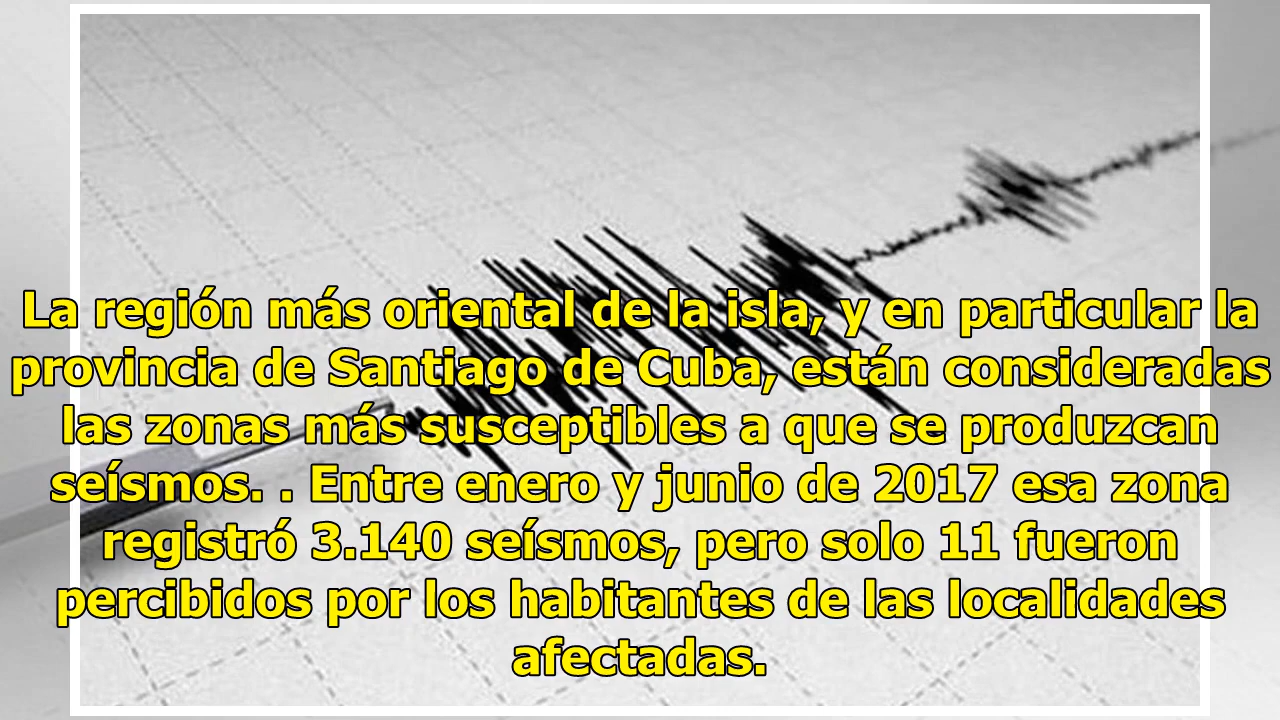 La región más oriental de la isla, y en particular la
provincia de Santiago de Cuba, están consideradas
las zonas más susceptibles a que se produzcan
seísmos. . Entre enero y junio de 2017 esa zona
registró 3.140 seísmos, pero solo 11 fueron
percibidos por los habitantes de las localidades
afectadas.